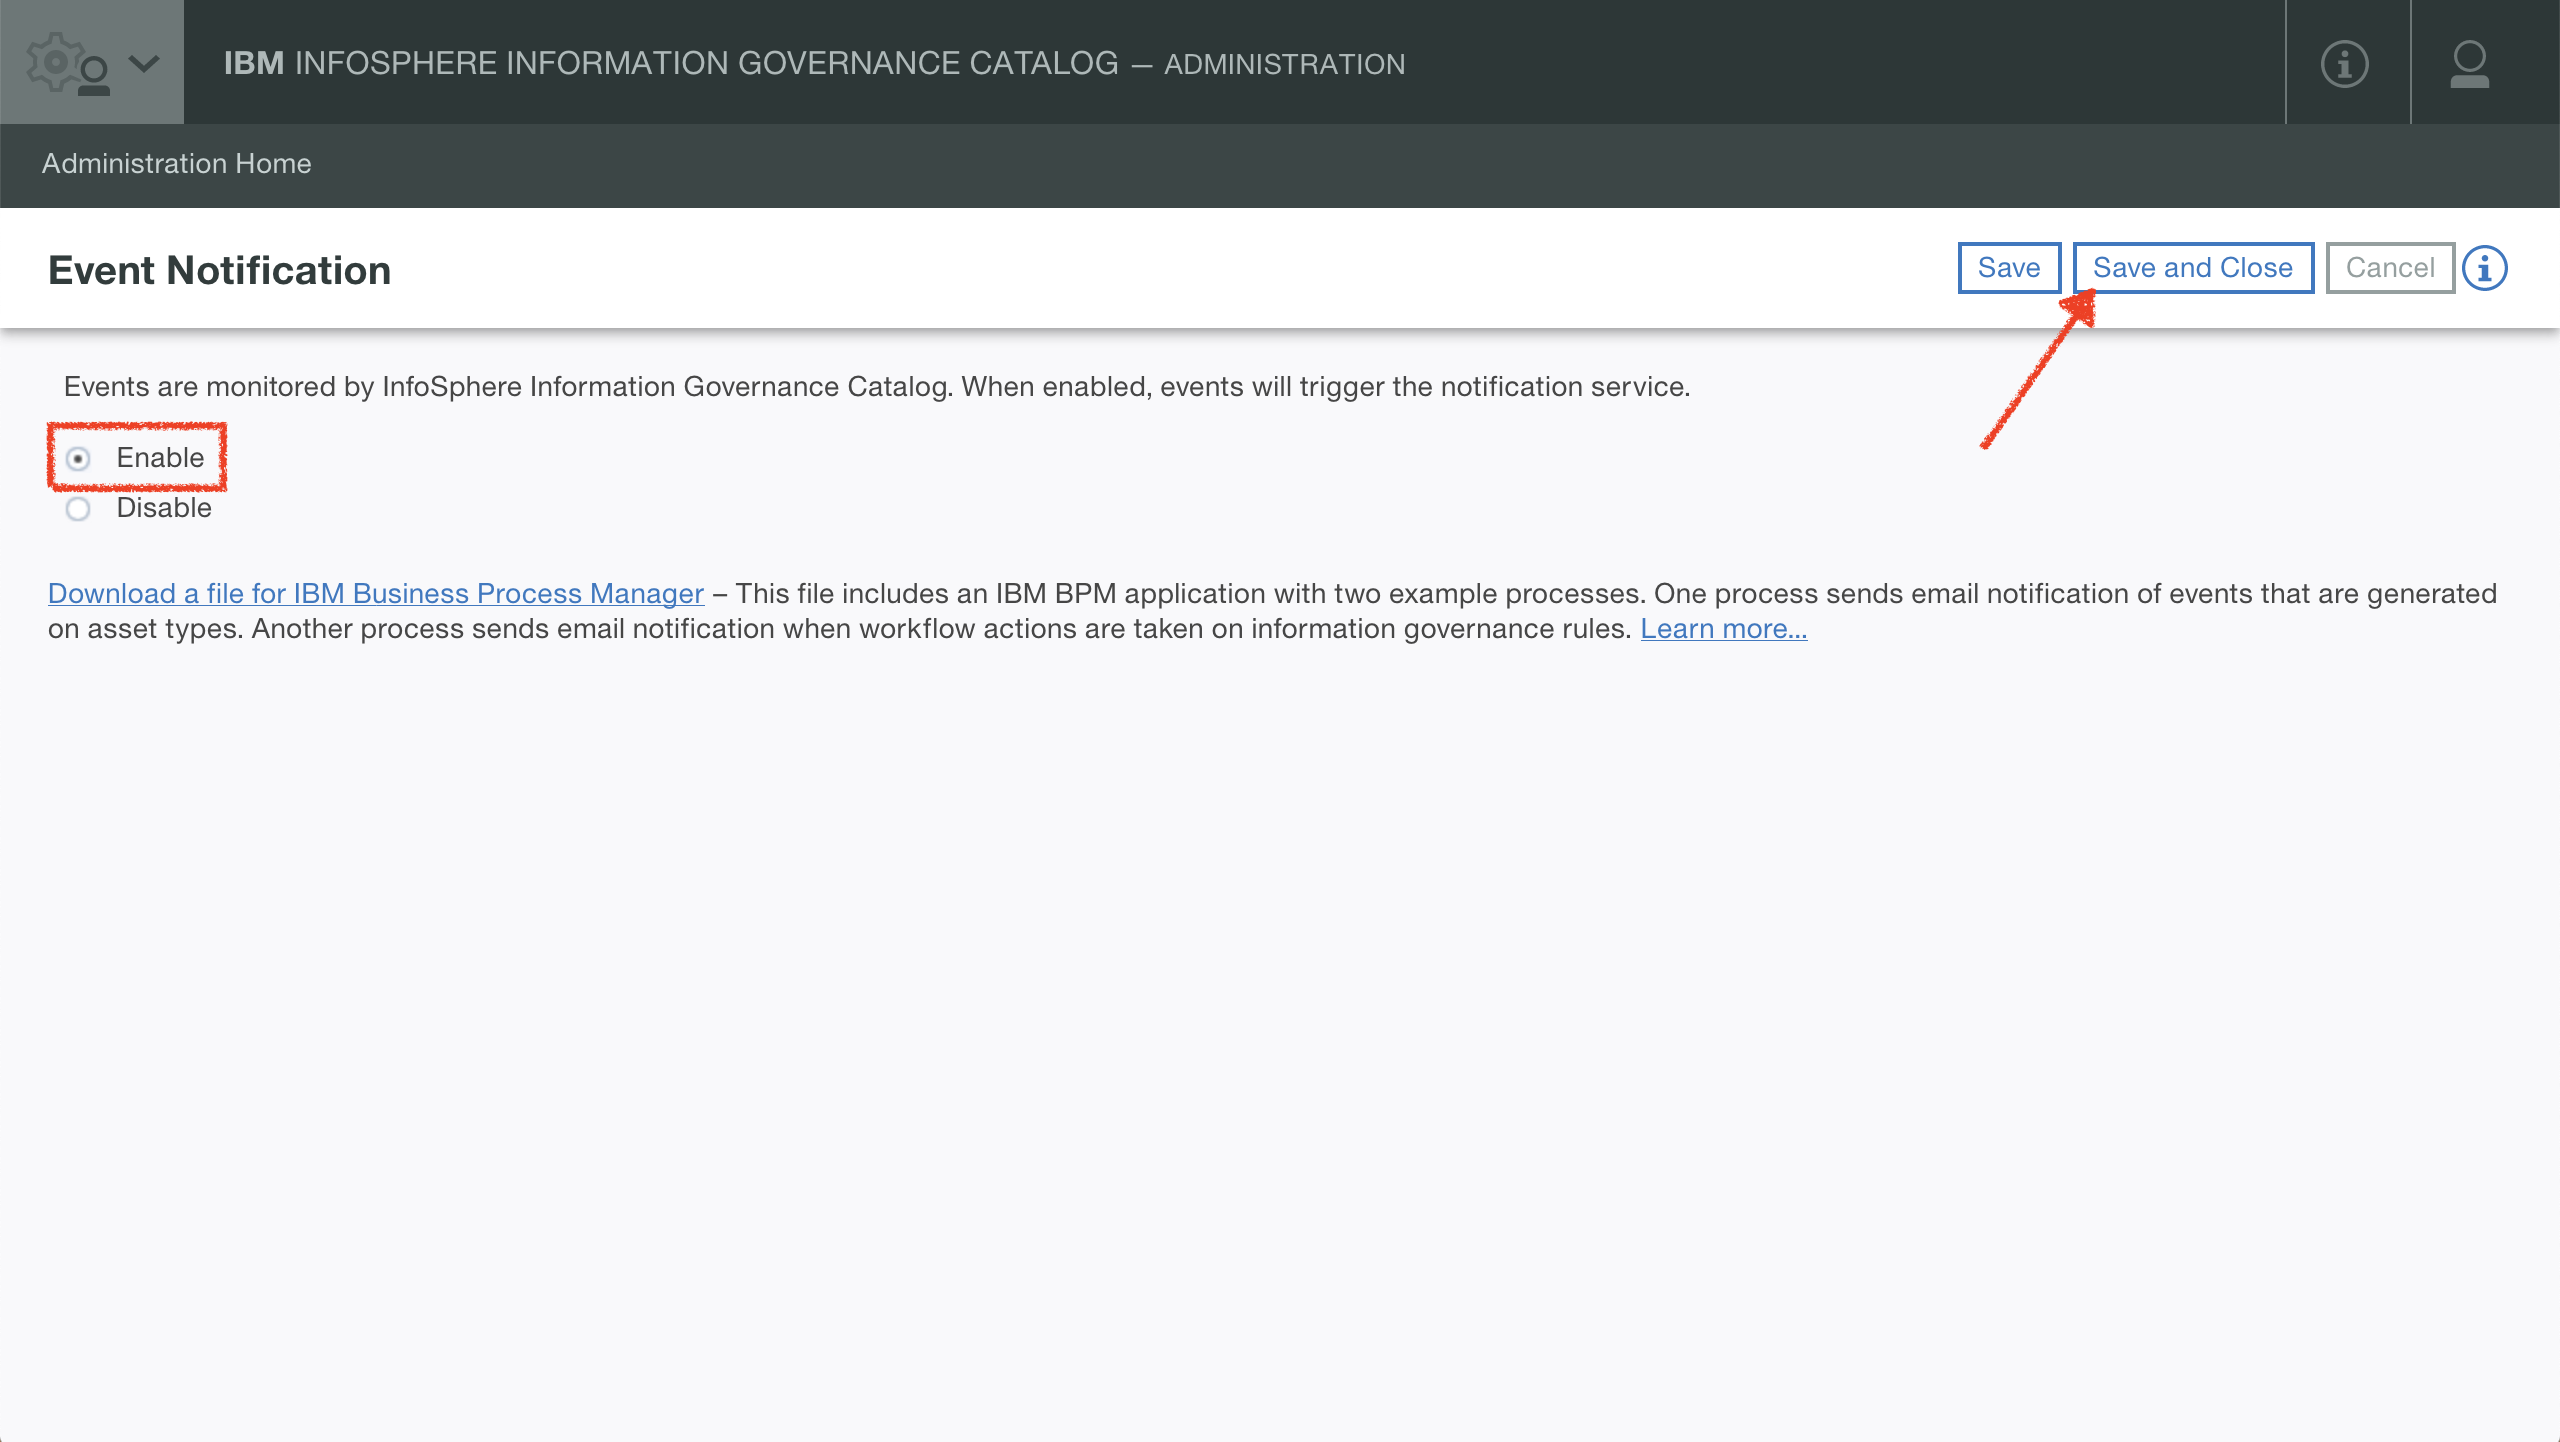 IBM INFOSPHERE INFORMATION GOVERNANCE CATALOG — ADMINISTRATION
Administration Home
Event Notification
Save
Save and Close
Cancel
Events are monitored by InfoSphere Information Governance Catalog. When enabled, events will trigger the notification service.
Enable
Disable
Download a file for IBM Business Process Manager – This file includes an IBM BPM application with two example processes. One process sends email notification of events that are generated
on asset types. Another process sends email notification when workflow actions are taken on information governance rules. Learn more...